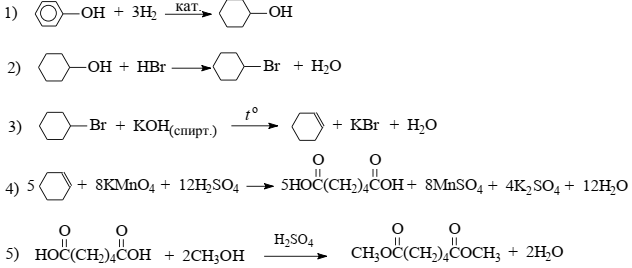 1) OH + 3H₂ кат. OH
2) OH + HBr Br + H₂O
3) Br + KOH(спирт.) t° + KBr + H₂O
4) 5 + 8KMnO₄ + 12H₂SO₄ 5HOC(CH₂)₄COH + 8MnSO₄ + 4K₂SO₄ + 12H₂O
O O
5) HOC(CH₂)₄COH + 2CH₃OH H₂SO₄ CH₃OC(CH₂)₄COCH₃ + 2H₂O
O O O O